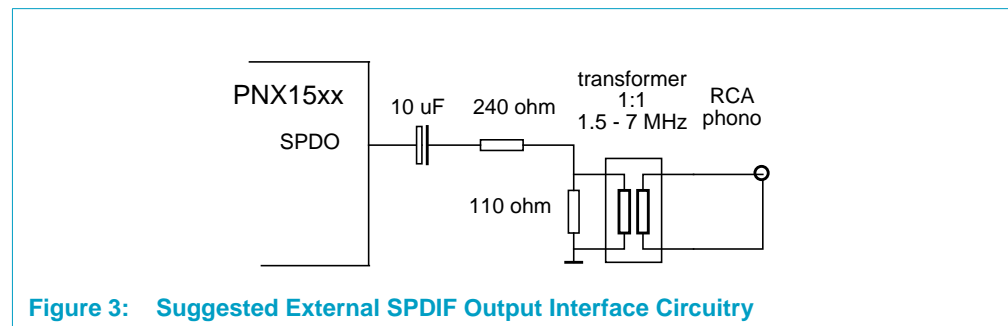 PNX15xx
SPDO
10 uF
240 ohm
transformer
1:1
1.5 - 7 MHz
RCA
phono
110 ohm
Figure 3: Suggested External SPDIF Output Interface Circuitry